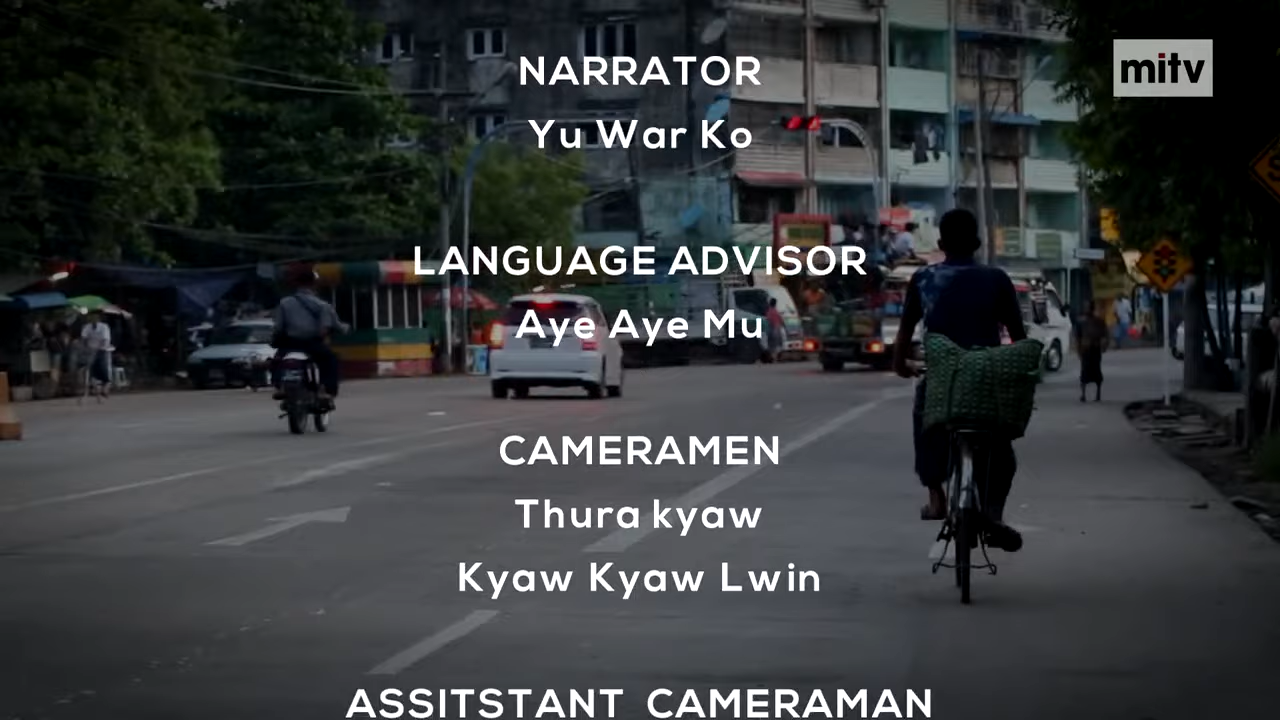 mitv
NARRATOR
Yu War Ko
LANGUAGE ADVISOR
Aye Aye Mu
CAMERAMEN
Thura kyaw
Kyaw Kyaw Lwin
ASSITSTANT CAMERAMAN